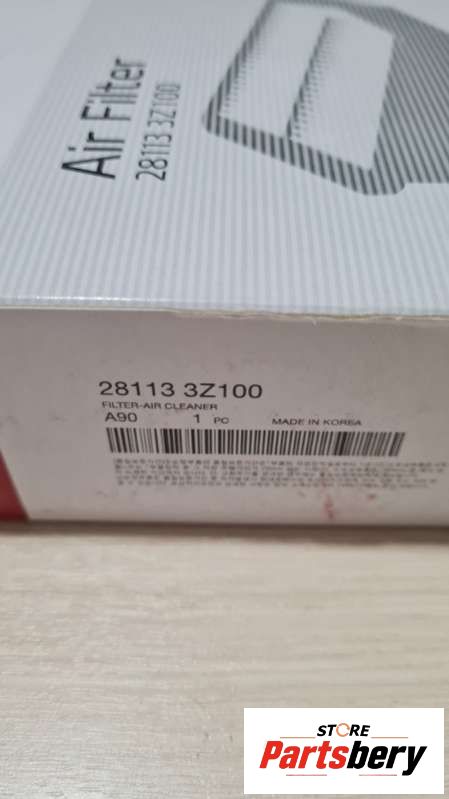 Air Filter
28113 3Z100
28113 3Z100
FILTER-AIR CLEANER
A90 1 PC MADE IN KOREA
STORE
Partsbery